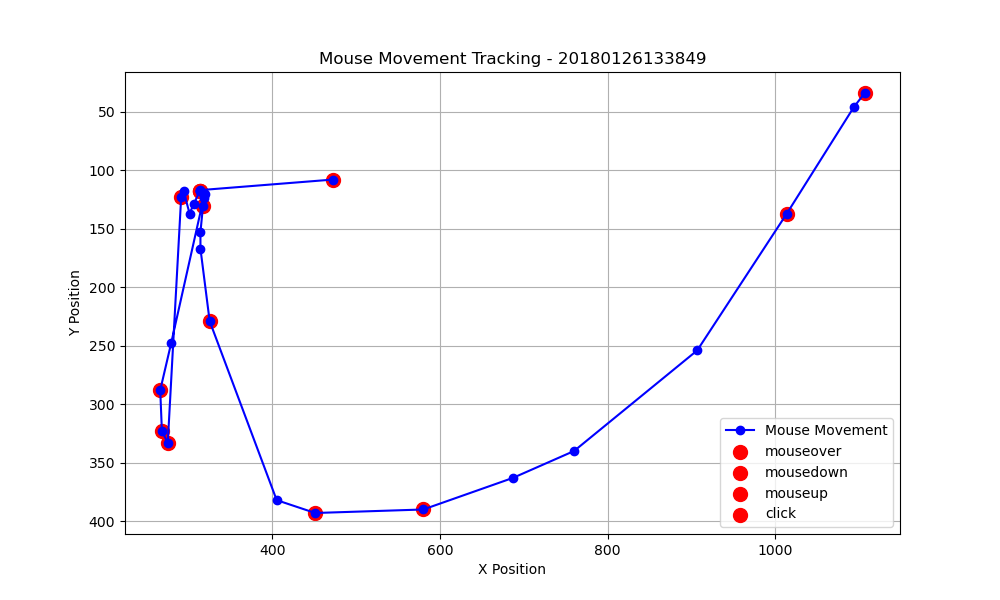 Mouse Movement Tracking - 20180126133849
Y Position
50
100
150
200
250
300
350
400
400
600
800
1000
X Position
Mouse Movement
mouseover
mousedown
mouseup
click